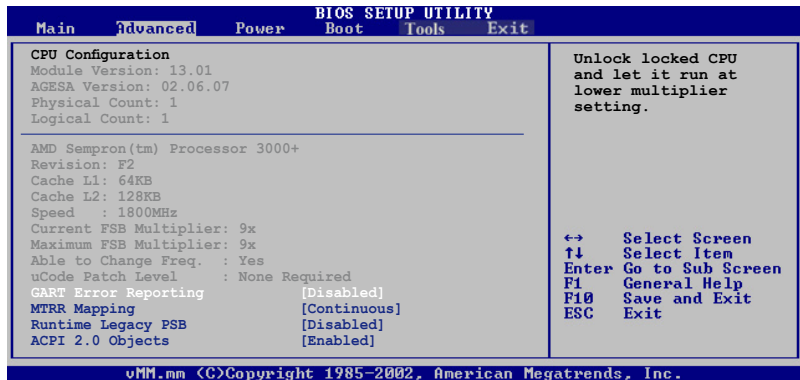 BIOS SETUP UTILITY
Main Advanced Power Boot Tools Exit
CPU Configuration
Module Version: 13.01
AGESA Version: 02.06.07
Physical Count: 1
Logical Count: 1
AMD Sempron(tm) Processor 3000+
Revision: F2
Cache L1: 64KB
Cache L2: 128KB
Speed : 1800MHz
Current FSB Multiplier: 9x
Maximum FSB Multiplier: 9x
Able to Change Freq. : Yes
uCode Patch Level : None Required
GART Error Reporting [Disabled]
MTRR Mapping [Continuous]
Runtime Legacy PSB [Disabled]
ACPI 2.0 Objects [Enabled]
Unlock locked CPU
and let it run at
lower multiplier
setting.
←→ Select Screen
↑↓ Select Item
Enter Go to Sub Screen
F1 General Help
F10 Save and Exit
ESC Exit
vMM.mm (C)Copyright 1985-2002, American Megatrends, Inc.